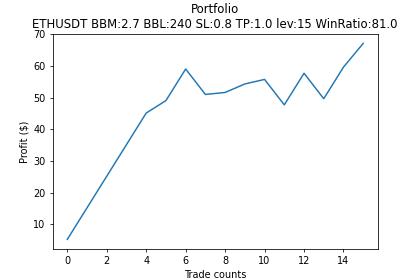 Portfolio
ETHUSDT BBM:2.7 BBL:240 SL:0.8 TP:1.0 lev:15 WinRatio:81.0
70
60
50
40
30
20
10
Profit ($)
0 2 4 6 8 10 12 14
Trade counts